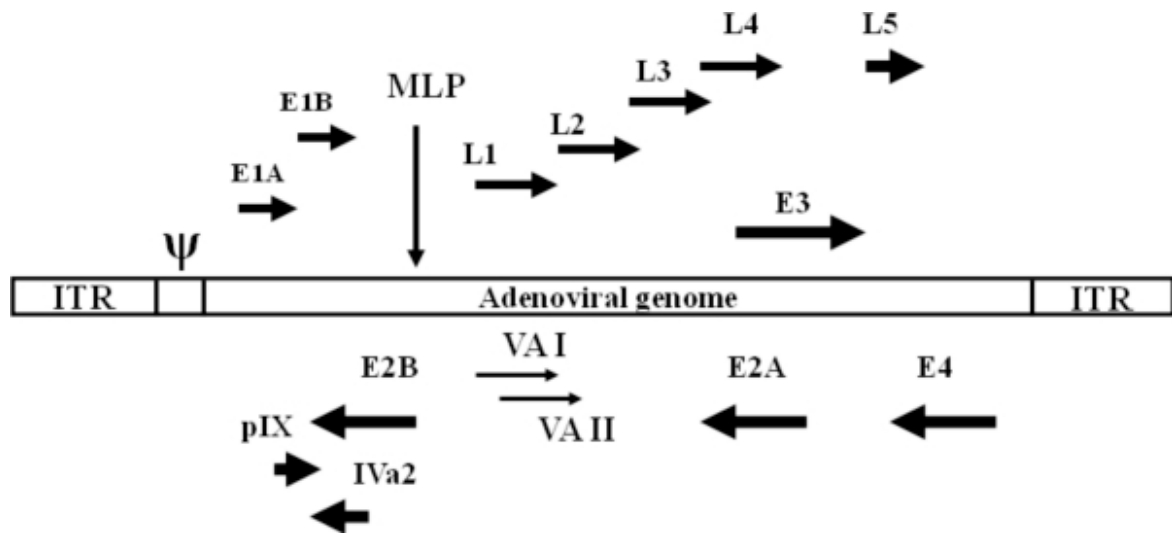 L4 L5
L3
MLP
E1B
L2
L1
E1A
E3
ψ
ITR Adenoviral genome ITR
VA I
E2B E2A E4
pIX VA II
IVa2